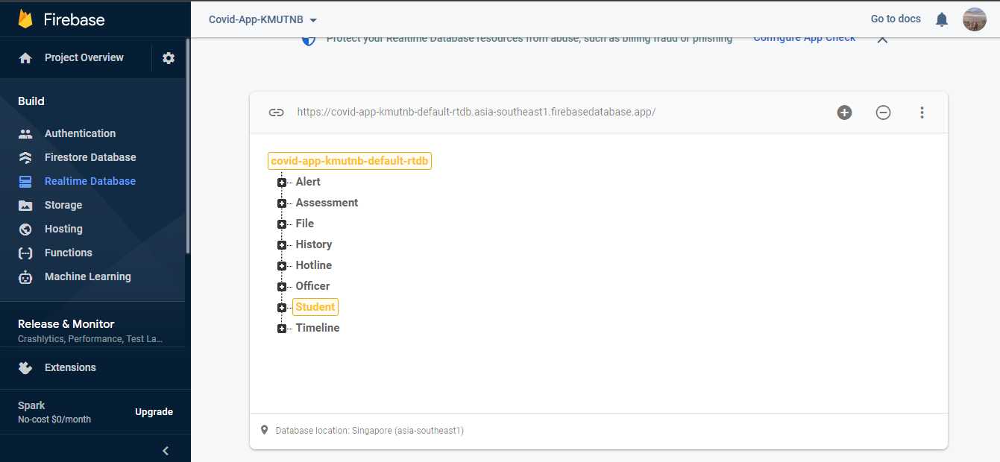 Firebase
Project Overview
Build
Authentication
Firestore Database
Realtime Database
Storage
Hosting
Functions
Machine Learning
Release & Monitor
Crashlytics, Performance, Test La...
Extensions
Spark
No-cost $0/month
Upgrade
Covid-App-KMUTNB
Go to docs
Protect your Realtime Database resources from abuse, such as billing fraud or phishing
Configure App Check
https://covid-app-kmutnb-default-rtdb.asia-southeast1.firebasedatabase.app/
covid-app-kmutnb-default-rtdb
Alert
Assessment
File
History
Hotline
Officer
Student
Timeline
Database location: Singapore (asia-southeast1)